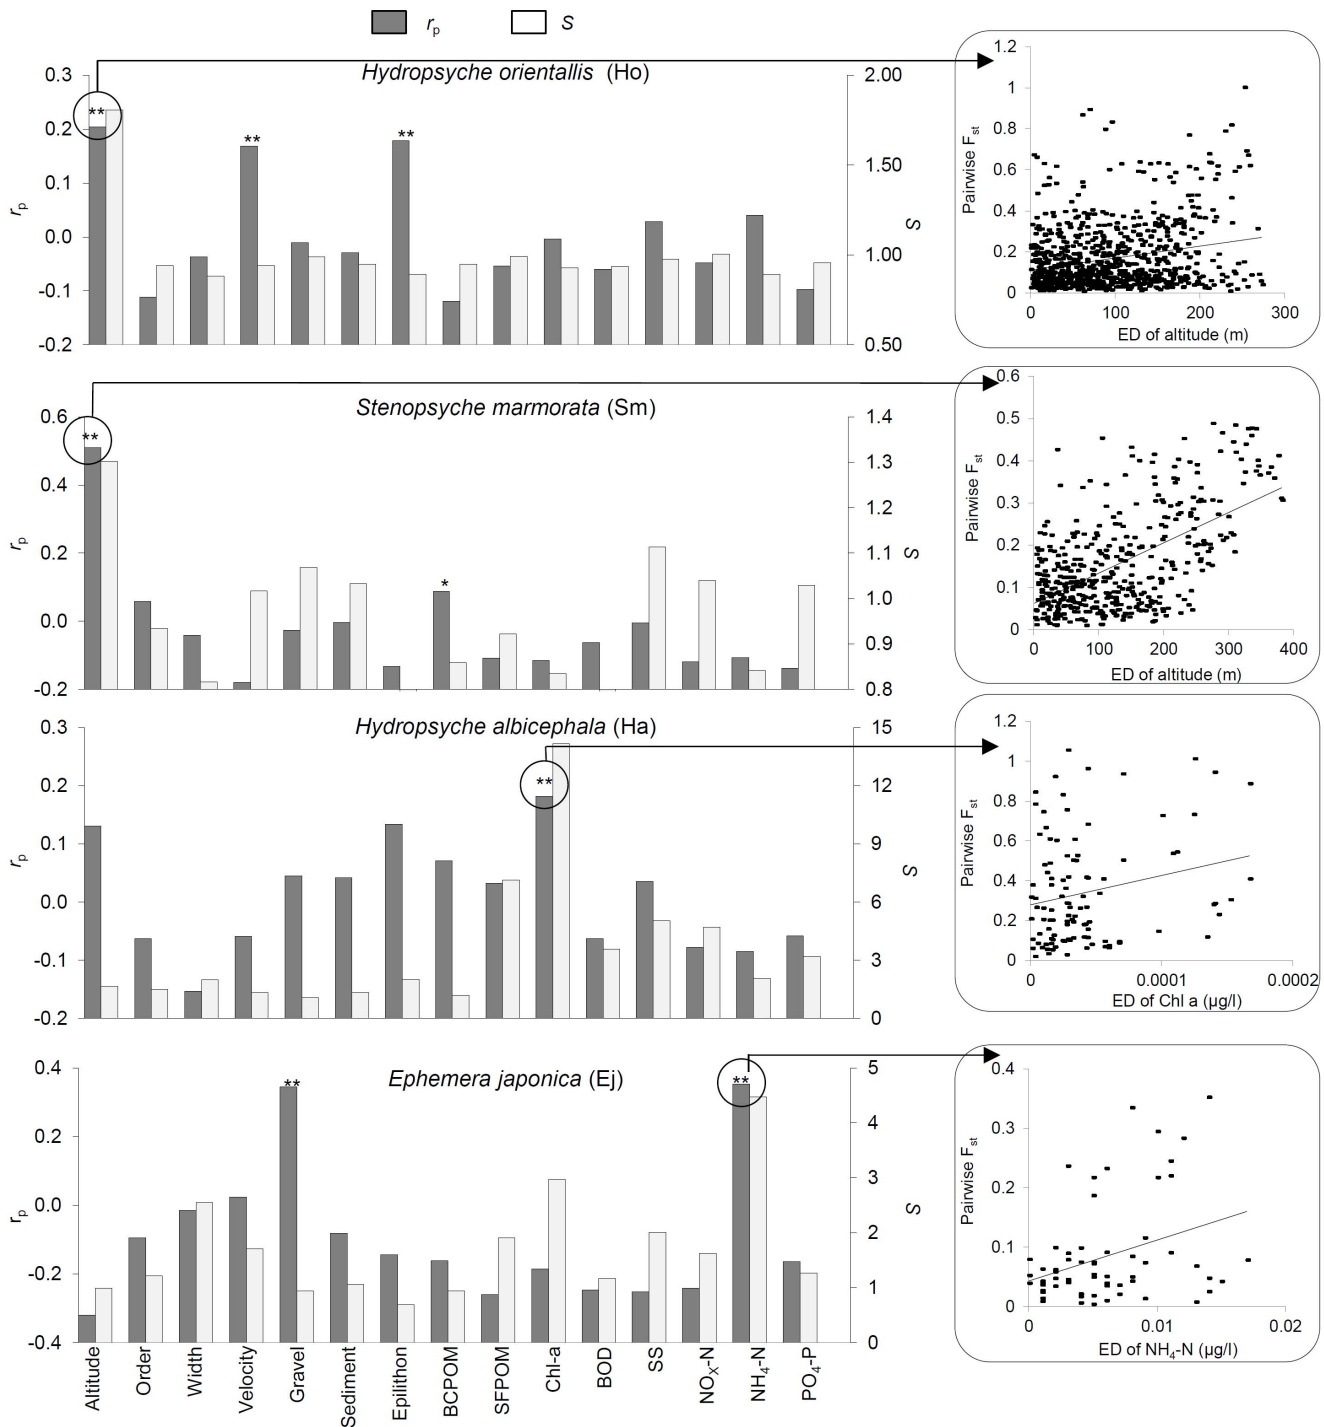 rp S
Hydropsyche orientallis (Ho)
0.3
0.2
0.1
0.0
-0.1
-0.2
rp
** ** **
2.00
1.50
1.00
0.50
S
1.2
1
0.8
0.6
0.4
0.2
0
Pairwise Fst
0 100 200 300
ED of altitude (m)
Stenopsyche marmorata (Sm)
0.6
0.4
0.2
0.0
-0.2
rp
** *
1.4
1.3
1.2
1.1
1.0
0.9
0.8
S
0.6
0.5
0.4
0.3
0.2
0.1
0
Pairwise Fst
0 100 200 300 400
ED of altitude (m)
Hydropsyche albicephala (Ha)
0.3
0.2
0.1
0.0
-0.1
-0.2
rp
**
15
12
9
6
3
0
S
1.2
1
0.8
0.6
0.4
0.2
0
Pairwise Fst
0 0.0001 0.0002
ED of Chl a (µg/l)
Ephemera japonica (Ej)
0.4
0.2
0.0
-0.2
-0.4
rp
** **
5
4
3
2
1
0
S
0.4
0.3
0.2
0.1
0
Pairwise Fst
0 0.01 0.02
ED of NH4-N (µg/l)
Altitude
Order
Width
Velocity
Gravel
Sediment
Epilithon
BCPOM
SFPOM
Chl-a
BOD
SS
NOX-N
NH4-N
PO4-P